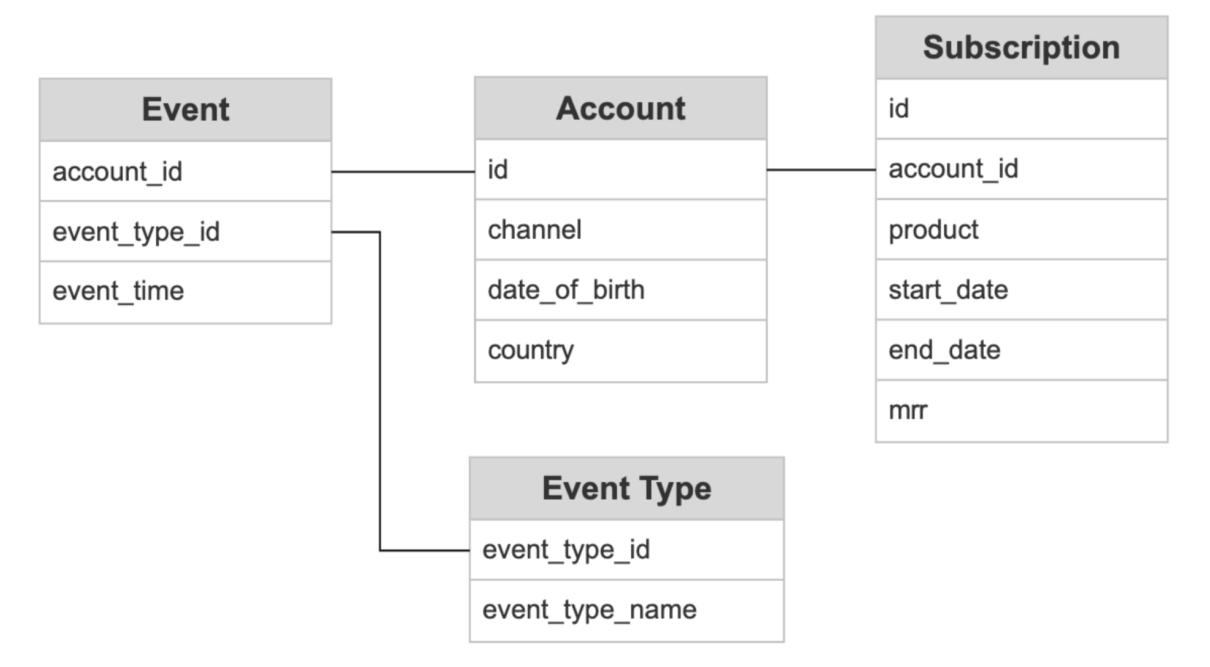 Event
account_id
event_type_id
event_time
Account
id
channel
date_of_birth
country
Subscription
id
account_id
product
start_date
end_date
mrr
Event Type
event_type_id
event_type_name